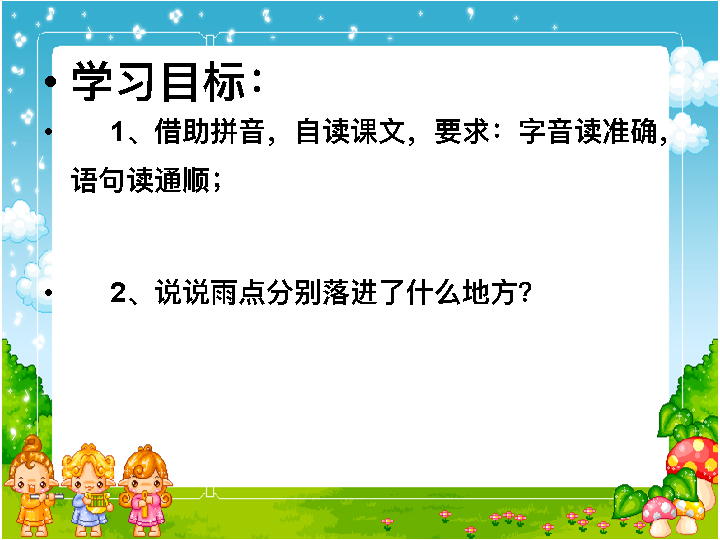 • 学习目标：
• 1、借助拼音，自读课文，要求：字音读准确，
语句读通顺；
• 2、说说雨点分别落进了什么地方？